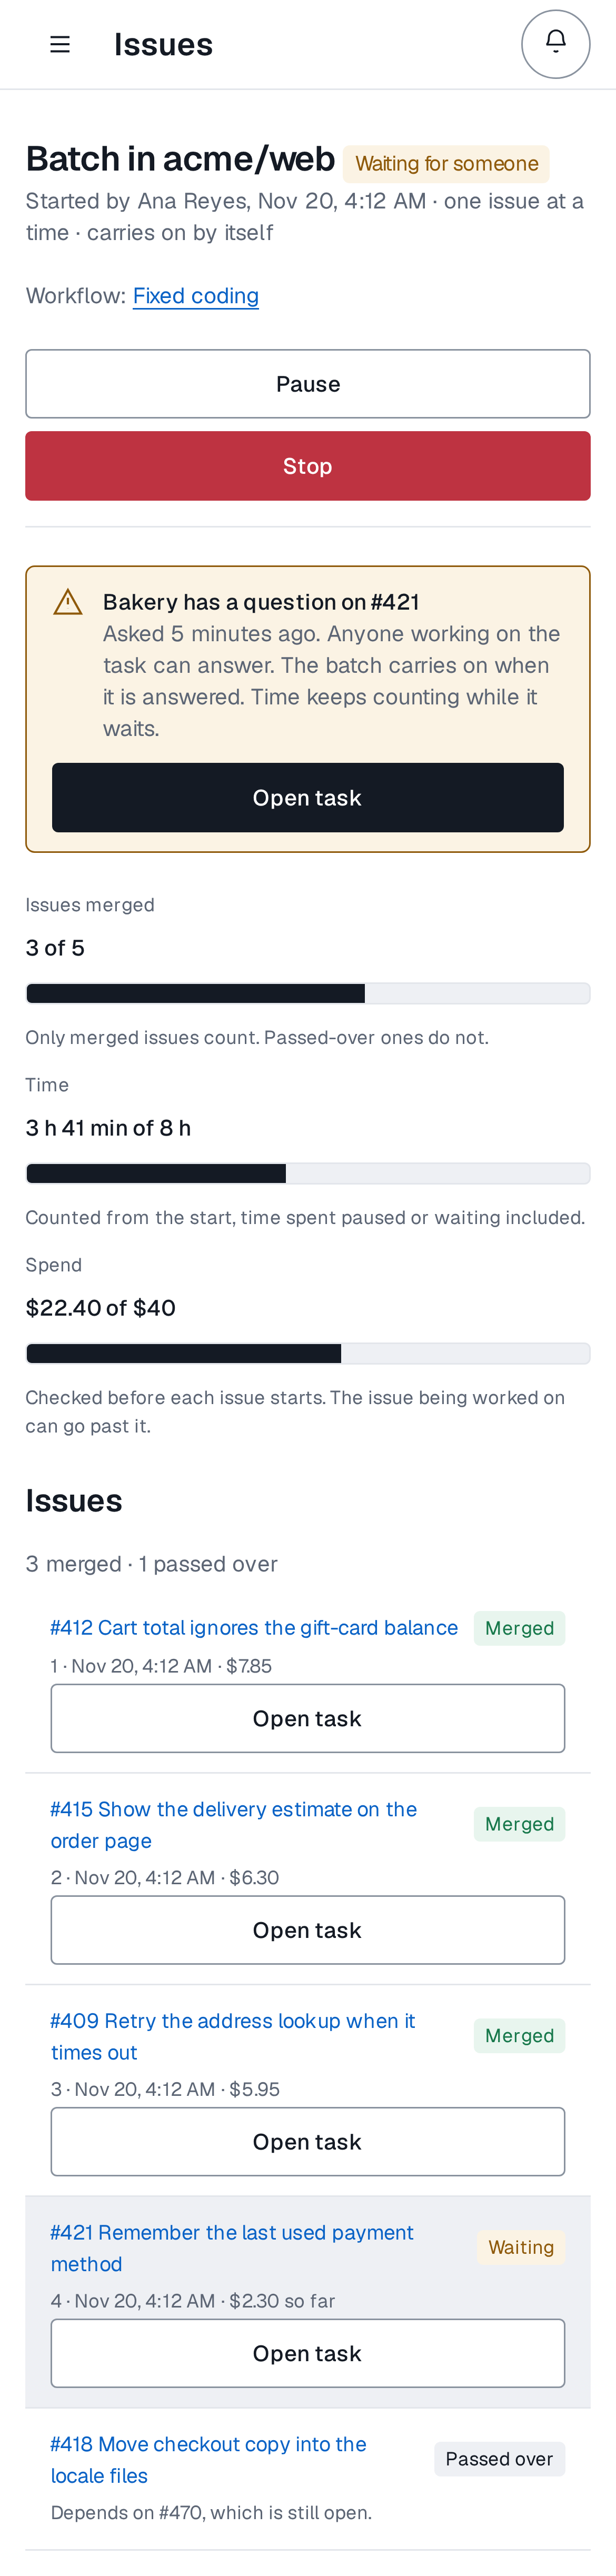 Issues
Batch in acme/web
Waiting for someone
Started by Ana Reyes, Nov 20, 4:12 AM · one issue at a
time · carries on by itself
Workflow: Fixed coding
Pause
Stop
Bakery has a question on #421
Asked 5 minutes ago. Anyone working on the
task can answer. The batch carries on when
it is answered. Time keeps counting while it
waits.
Open task
Issues merged
3 of 5
Only merged issues count. Passed-over ones do not.
Time
3 h 41 min of 8 h
Counted from the start, time spent paused or waiting included.
Spend
$22.40 of $40
Checked before each issue starts. The issue being worked on
can go past it.
Issues
3 merged · 1 passed over
#412 Cart total ignores the gift-card balance
Merged
1 · Nov 20, 4:12 AM · $7.85
Open task
#415 Show the delivery estimate on the
order page
Merged
2 · Nov 20, 4:12 AM · $6.30
Open task
#409 Retry the address lookup when it
times out
Merged
3 · Nov 20, 4:12 AM · $5.95
Open task
#421 Remember the last used payment
method
Waiting
4 · Nov 20, 4:12 AM · $2.30 so far
Open task
#418 Move checkout copy into the
locale files
Passed over
Depends on #470, which is still open.